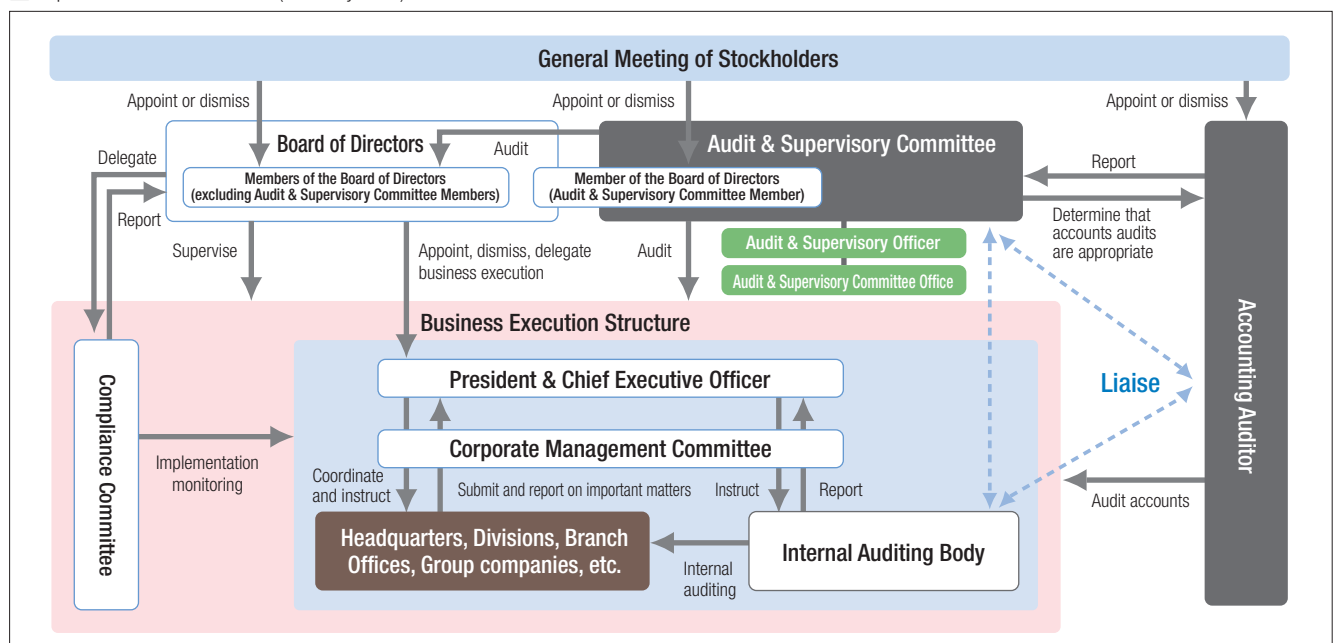 General Meeting of Stockholders
Appoint or dismiss
Appoint or dismiss
Appoint or dismiss
Board of Directors
Audit
Audit & Supervisory Committee
Delegate
Report
Members of the Board of Directors
(excluding Audit & Supervisory Committee Members)
Member of the Board of Directors
(Audit & Supervisory Committee Member)
Report
Determine that
accounts audits
are appropriate
Supervise
Appoint, dismiss, delegate
business execution
Audit
Audit & Supervisory Officer
Audit & Supervisory Committee Office
Business Execution Structure
Compliance Committee
President & Chief Executive Officer
Liaise
Accounting Auditor
Corporate Management Committee
Implementation
monitoring
Coordinate
and instruct
Submit and report on important matters
Instruct
Report
Audit accounts
Headquarters, Divisions, Branch
Offices, Group companies, etc.
Internal
auditing
Internal Auditing Body